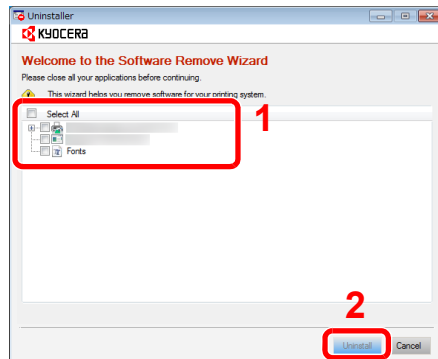 Uninstaller
KYOCERA
Welcome to the Software Remove Wizard
Please close all your applications before continuing.
This wizard helps you remove software for your printing system.
Select All
1
Fonts
2
Uninstall Cancel